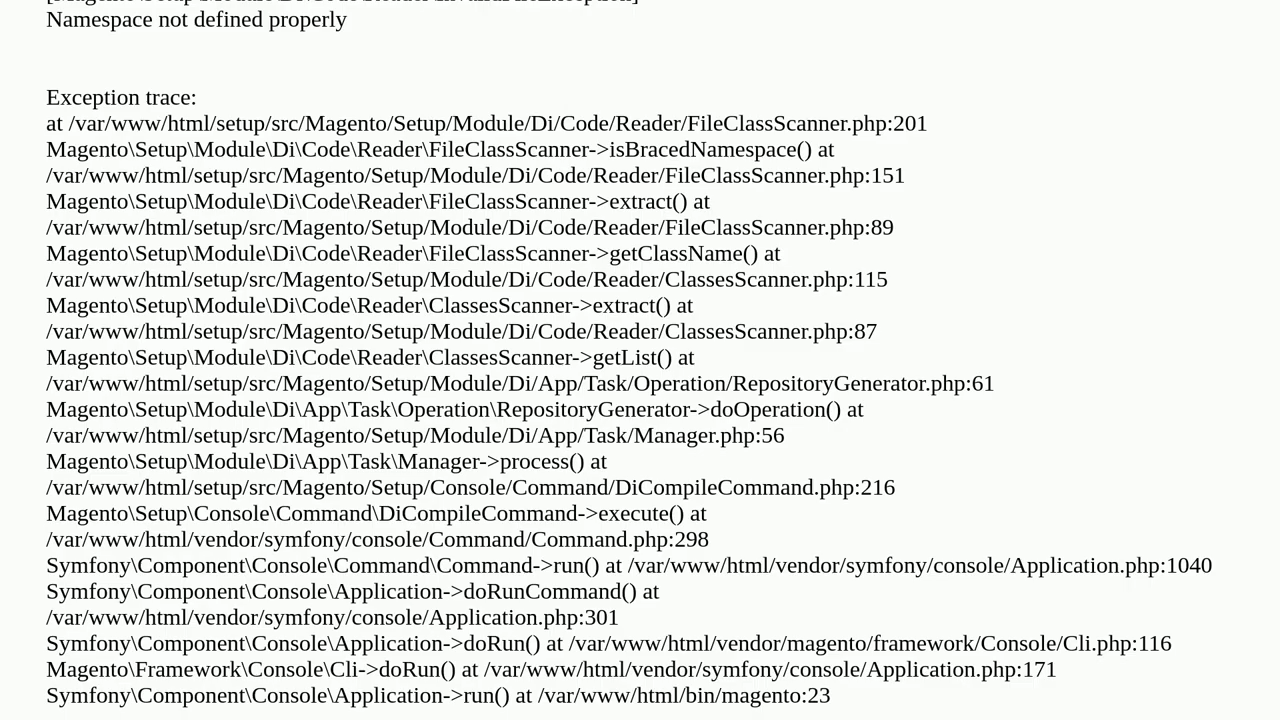 [Magento\Setup\Module\Di\Code\Reader\InvalidFileException]
Namespace not defined properly
Exception trace:
at /var/www/html/setup/src/Magento/Setup/Module/Di/Code/Reader/FileClassScanner.php:201
Magento\Setup\Module\Di\Code\Reader\FileClassScanner->isBracedNamespace() at
/var/www/html/setup/src/Magento/Setup/Module/Di/Code/Reader/FileClassScanner.php:151
Magento\Setup\Module\Di\Code\Reader\FileClassScanner->extract() at
/var/www/html/setup/src/Magento/Setup/Module/Di/Code/Reader/FileClassScanner.php:89
Magento\Setup\Module\Di\Code\Reader\FileClassScanner->getClassName() at
/var/www/html/setup/src/Magento/Setup/Module/Di/Code/Reader/ClassesScanner.php:115
Magento\Setup\Module\Di\Code\Reader\ClassesScanner->extract() at
/var/www/html/setup/src/Magento/Setup/Module/Di/Code/Reader/ClassesScanner.php:87
Magento\Setup\Module\Di\Code\Reader\ClassesScanner->getList() at
/var/www/html/setup/src/Magento/Setup/Module/Di/App/Task/Operation/RepositoryGenerator.php:61
Magento\Setup\Module\Di\App\Task\Operation\RepositoryGenerator->doOperation() at
/var/www/html/setup/src/Magento/Setup/Module/Di/App/Task/Manager.php:56
Magento\Setup\Module\Di\App\Task\Manager->process() at
/var/www/html/setup/src/Magento/Setup/Console/Command/DiCompileCommand.php:216
Magento\Setup\Console\Command\DiCompileCommand->execute() at
/var/www/html/vendor/symfony/console/Command/Command.php:298
Symfony\Component\Console\Command\Command->run() at /var/www/html/vendor/symfony/console/Application.php:1040
Symfony\Component\Console\Application->doRunCommand() at
/var/www/html/vendor/symfony/console/Application.php:301
Symfony\Component\Console\Application->doRun() at /var/www/html/vendor/magento/framework/Console/Cli.php:116
Magento\Framework\Console\Cli->doRun() at /var/www/html/vendor/symfony/console/Application.php:171
Symfony\Component\Console\Application->run() at /var/www/html/bin/magento:23